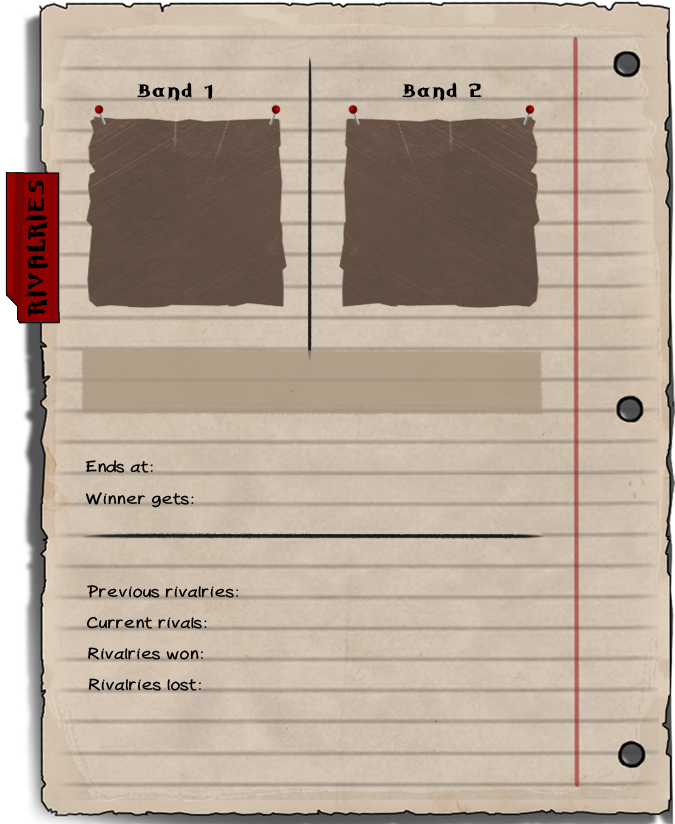 Band 1
Band 2
RIVALRIES
Ends at:
Winner gets:
Previous rivalries:
Current rivals:
Rivalries won:
Rivalries lost: